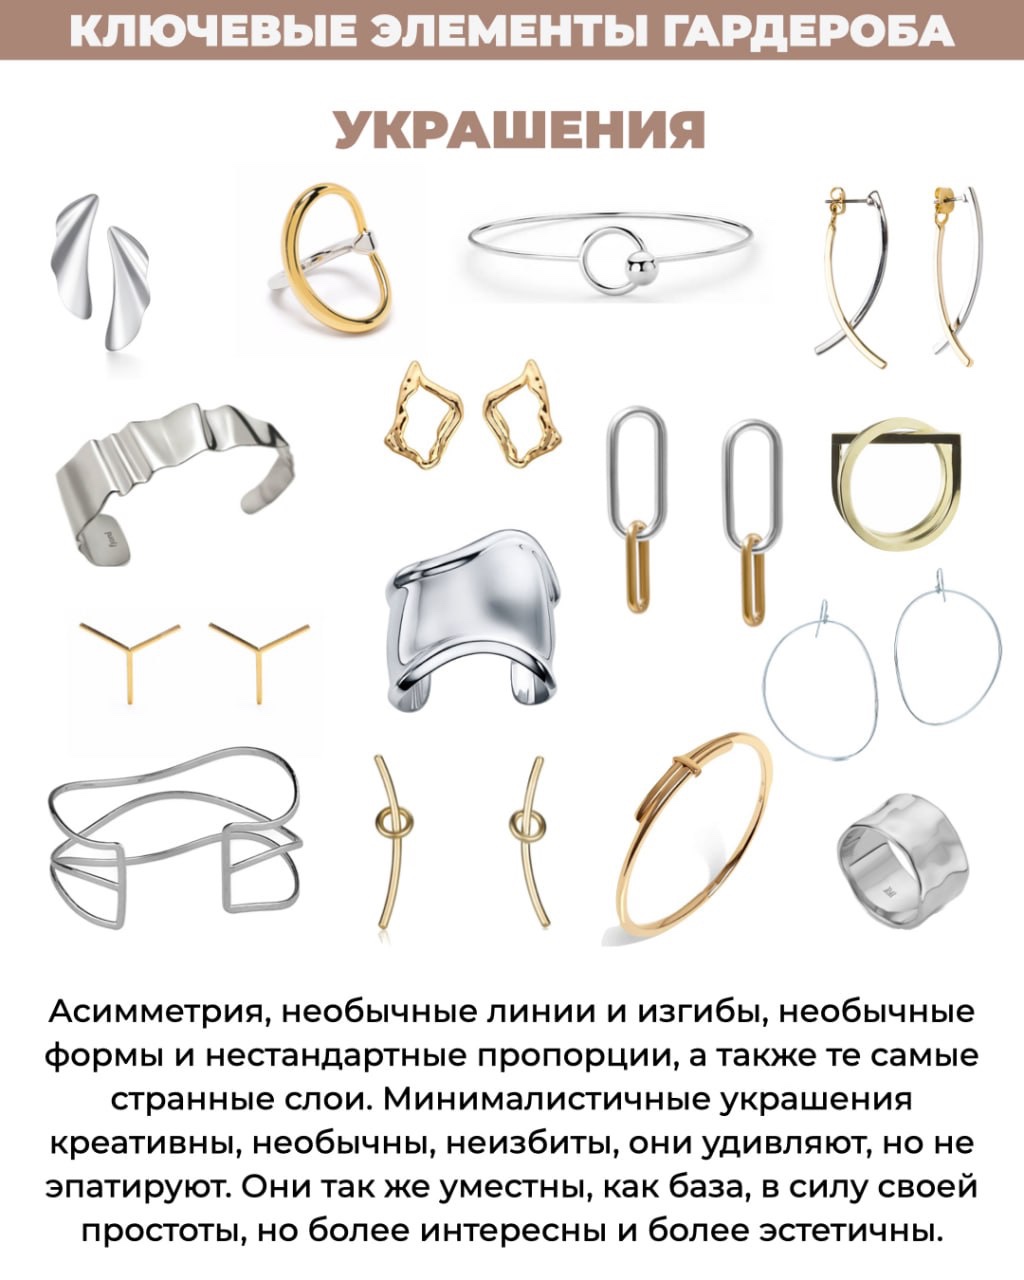 КЛЮЧЕВЫЕ ЭЛЕМЕНТЫ ГАРДЕРОБА
УКРАШЕНИЯ
Асимметрия, необычные линии и изгибы, необычные
формы и нестандартные пропорции, а также те самые
странные слои. Минималистичные украшения
креативны, необычны, неизбиты, они удивляют, но не
эпатируют. Они так же уместны, как база, в силу своей
простоты, но более интересны и более эстетичны.